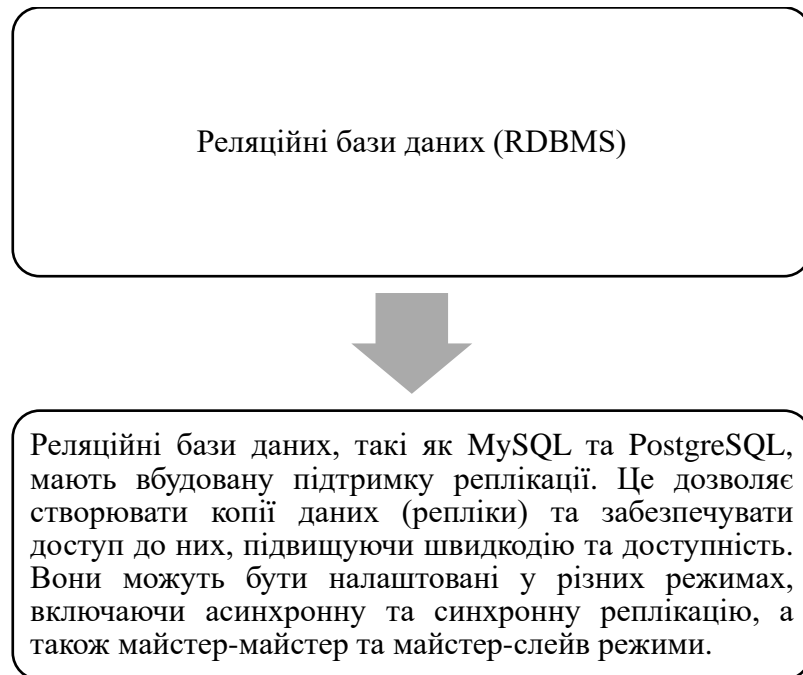 Реляційні бази даних (RDBMS)
Реляційні бази даних, такі як MySQL та PostgreSQL,
мають вбудовану підтримку реплікації. Це дозволяє
створювати копії даних (репліки) та забезпечувати
доступ до них, підвищуючи швидкодію та доступність.
Вони можуть бути налаштовані у різних режимах,
включаючи асинхронну та синхронну реплікацію, а
також майстер-майстер та майстер-слейв режими.